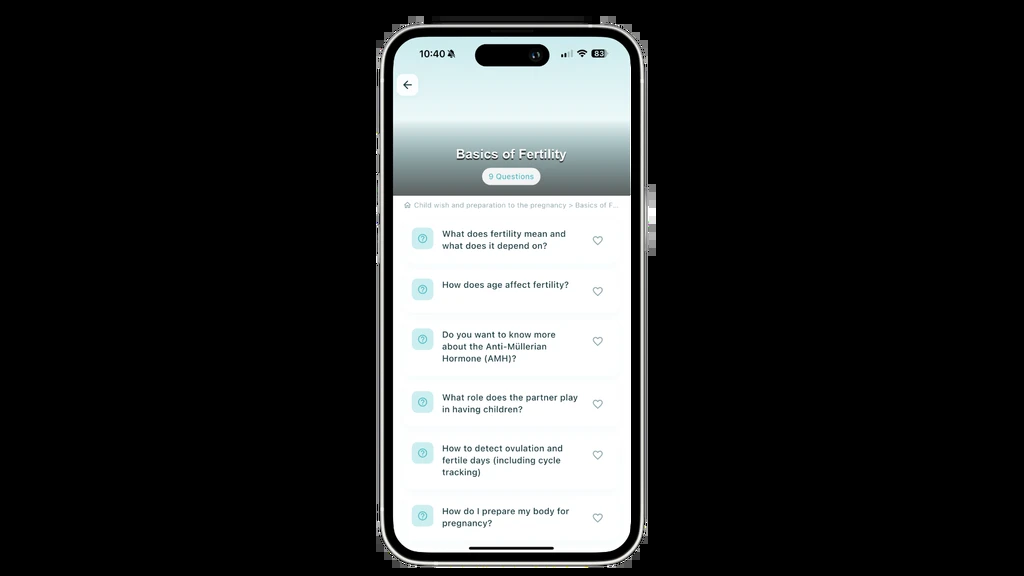 10:40
83
Basics of Fertility
9 Questions
Child wish and preparation to the pregnancy > Basics of F...
What does fertility mean and
what does it depend on?
How does age affect fertility?
Do you want to know more
about the Anti-Müllerian
Hormone (AMH)?
What role does the partner play
in having children?
How to detect ovulation and
fertile days (including cycle
tracking)
How do I prepare my body for
pregnancy?